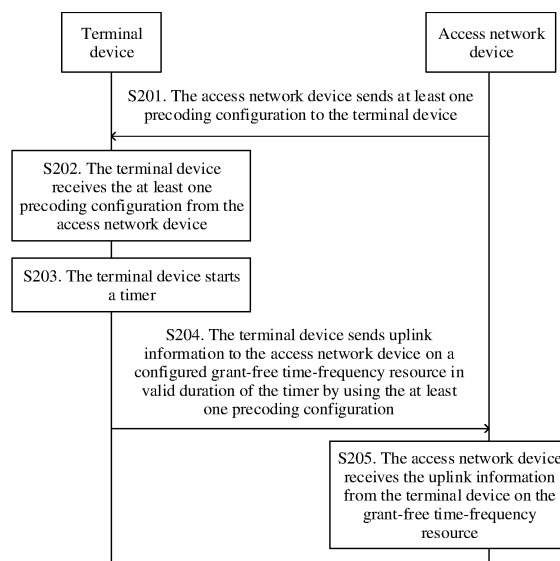 Terminal
device
Access network
device
S201. The access network device sends at least one
precoding configuration to the terminal device
S202. The terminal device
receives the at least one
precoding configuration from the
access network device
S203. The terminal device starts
a timer
S204. The terminal device sends uplink
information to the access network device on a
configured grant-free time-frequency resource in
valid duration of the timer by using the at least
one precoding configuration
S205. The access network device
receives the uplink information
from the terminal device on the
grant-free time-frequency
resource